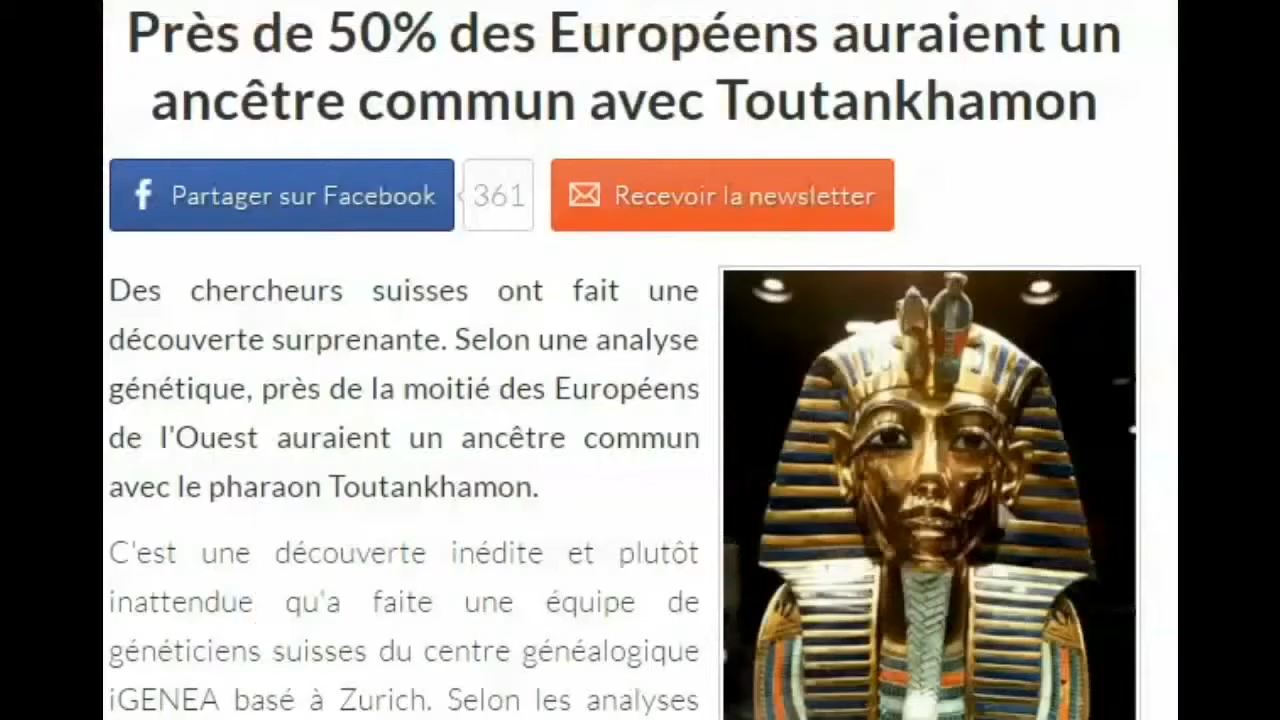 Près de 50% des Européens auraient un
ancêtre commun avec Toutankhamon
Partager sur Facebook
361
Recevoir la newsletter
Des chercheurs suisses ont fait une
découverte surprenante. Selon une analyse
génétique, près de la moitié des Européens
de l'Ouest auraient un ancêtre commun
avec le pharaon Toutankhamon.
C'est une découverte inédite et plutôt
inattendue qu'a faite une équipe de
généticiens suisses du centre généalogique
iGENEA basé à Zurich. Selon les analyses